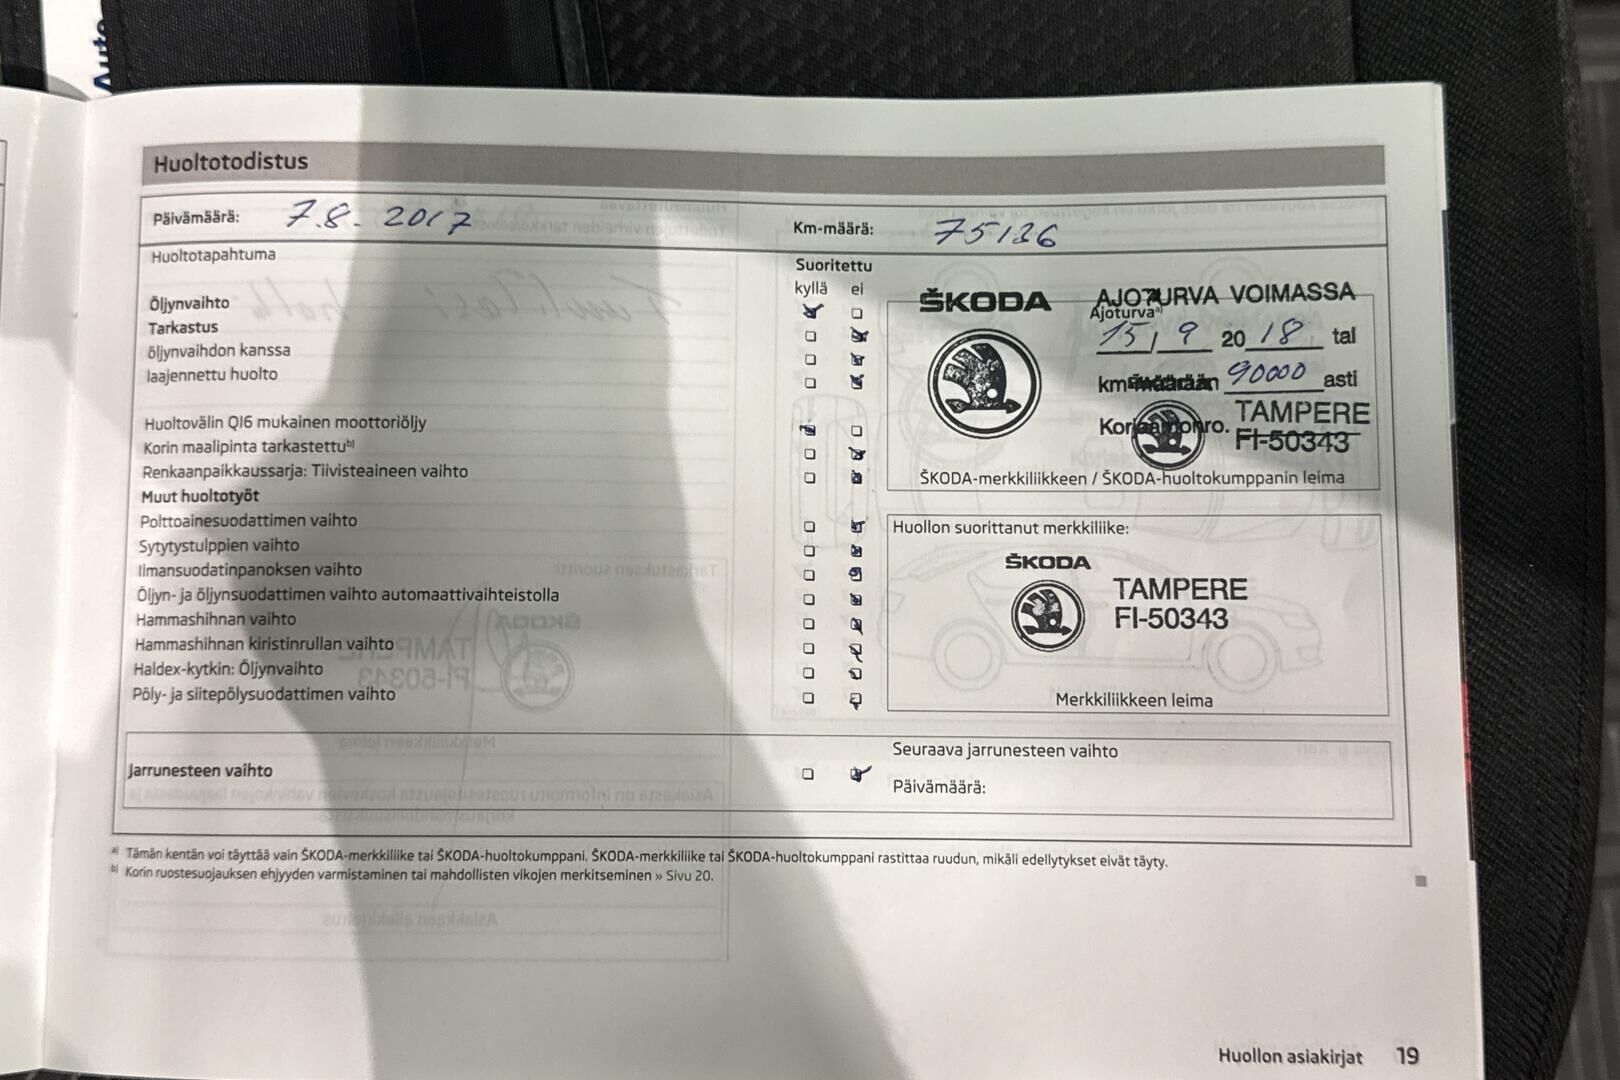 Auto
Huoltotodistus
Päivämäärä: 7.8. 2017
Km-määrä: 75136
Huoltotapahtuma
Suoritettu
kyllä ei
Öljynvaihto
Tarkastus
öljynvaihdon kanssa
laajennettu huolto
Huoltovälin QI6 mukainen moottoriöljy
Korin maalipinta tarkastettu b)
Renkaanpaikkaussarja: Tiivisteaineen vaihto
Muut huoltotyöt
Polttoainesuodattimen vaihto
Sytytystulppien vaihto
Ilmansuodatinpanoksen vaihto
Öljyn- ja öljynsuodattimen vaihto automaattivaihteistolla
Hammashihnan vaihto
Hammashihnan kiristinrullan vaihto
Haldex-kytkin: Öljynvaihto
Pöly- ja siitepölysuodattimen vaihto
ŠKODA
AJOTURVA VOIMASSA
Ajoturva a)
15/ 9 20 18 tal
km-määrään 90000 asti
Korjaamonro. TAMPERE
FI-50343
ŠKODA-merkkiliikkeen / ŠKODA-huoltokumppanin leima
Huollon suorittanut merkkiliike:
ŠKODA
TAMPERE
FI-50343
Merkkiliikkeen leima
Jarrunesteen vaihto
Seuraava jarrunesteen vaihto
Päivämäärä:
a) Tämän kentän voi täyttää vain ŠKODA-merkkiliike tai ŠKODA-huoltokumppani. ŠKODA-merkkiliike tai ŠKODA-huoltokumppani rastittaa ruudun, mikäli edellytykset eivät täyty.
b) Korin ruostesuojauksen ehjyyden varmistaminen tai mahdollisten vikojen merkitseminen » Sivu 20.
Huollon asiakirjat 19